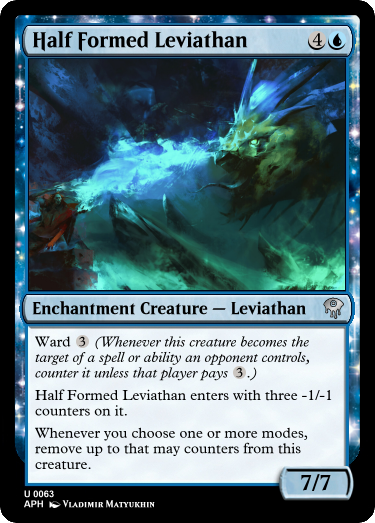 Half Formed Leviathan 4
Enchantment Creature — Leviathan
Ward 3 (Whenever this creature becomes the
target of a spell or ability an opponent controls,
counter it unless that player pays 3.)
Half Formed Leviathan enters with three -1/-1
counters on it.
Whenever you choose one or more modes,
remove up to that may counters from this
creature.
7/7
U 0063
APH Vladimir Matyukhin